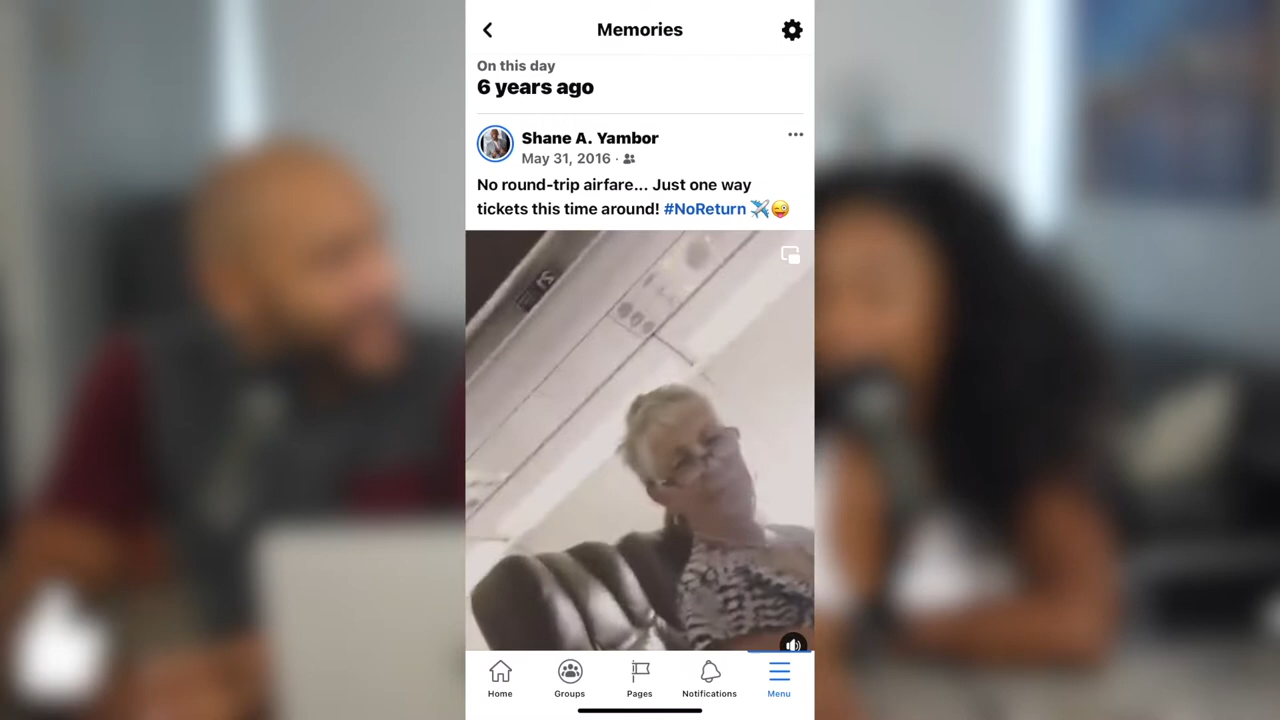 Memories
On this day
6 years ago
Shane A. Yambor
May 31, 2016 ·
No round-trip airfare... Just one way
tickets this time around! #NoReturn ✈️😜
Home
Groups
Pages
Notifications
Menu